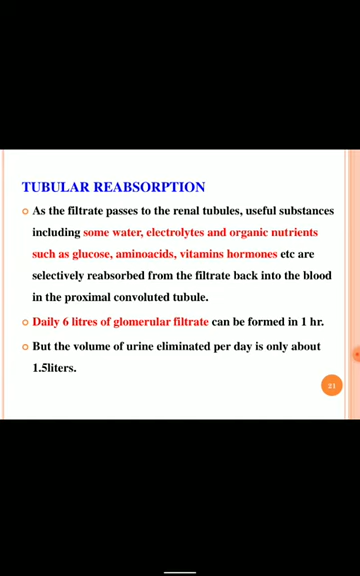 TUBULAR REABSORPTION
As the filtrate passes to the renal tubules, useful substances
including some water, electrolytes and organic nutrients
such as glucose, aminoacids, vitamins hormones etc are
selectively reabsorbed from the filtrate back into the blood
in the proximal convoluted tubule.
Daily 6 litres of glomerular filtrate can be formed in 1 hr.
But the volume of urine eliminated per day is only about
1.5liters.
21